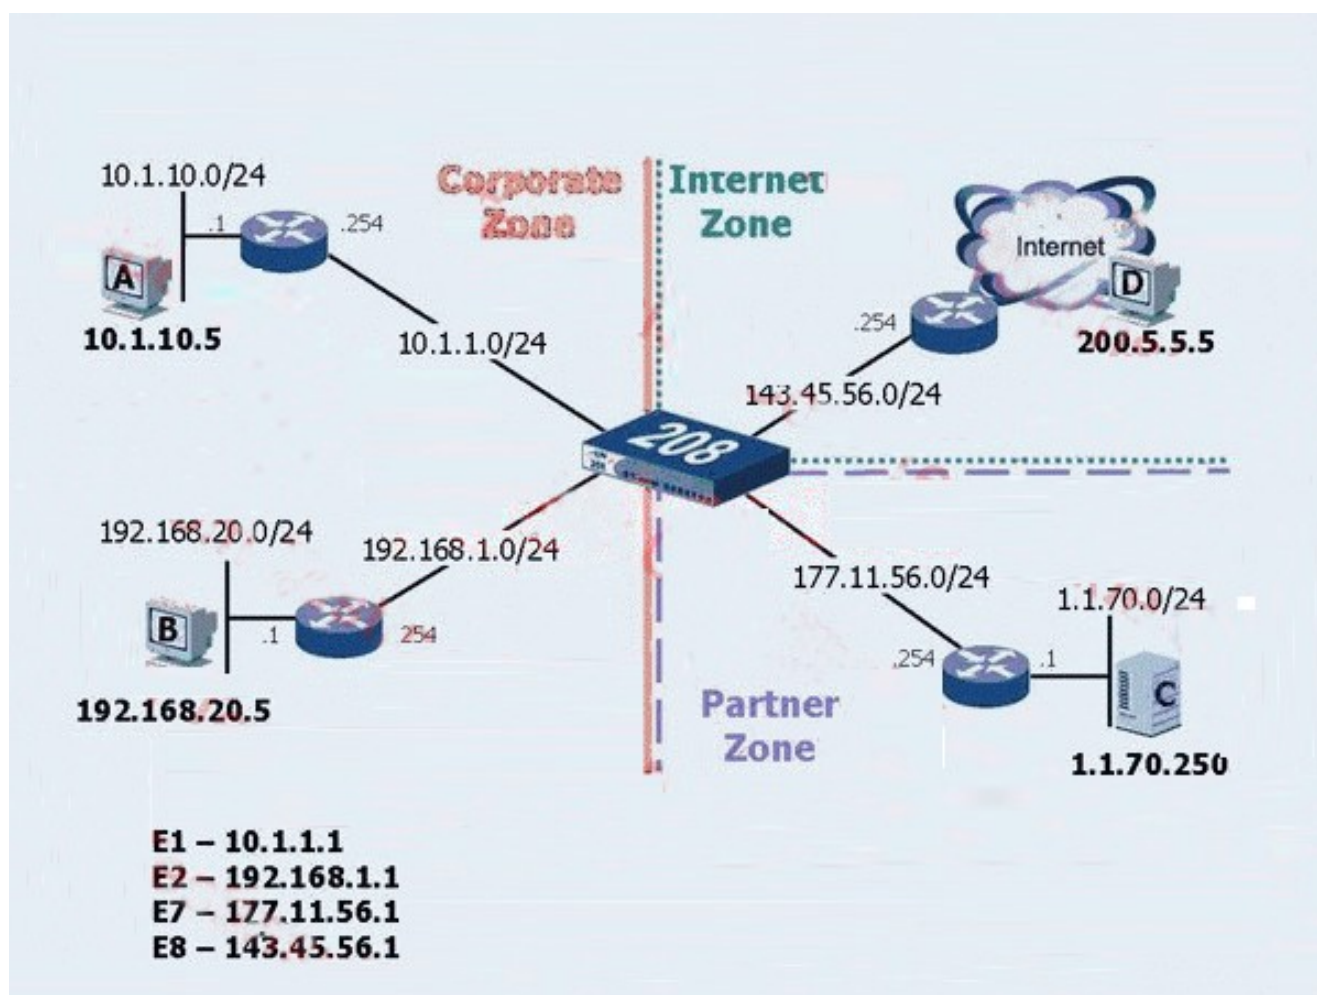 10.1.10.0/24
.1
.254
A
10.1.10.5
Corporate
Zone
Internet
Zone
Internet
D
.254
200.5.5.5
10.1.1.0/24
143.45.56.0/24
208
192.168.20.0/24
192.168.1.0/24
B
.1
254
192.168.20.5
177.11.56.0/24
1.1.70.0/24
.254
.1
C
Partner
Zone
1.1.70.250
E1 – 10.1.1.1
E2 – 192.168.1.1
E7 – 177.11.56.1
E8 – 143.45.56.1